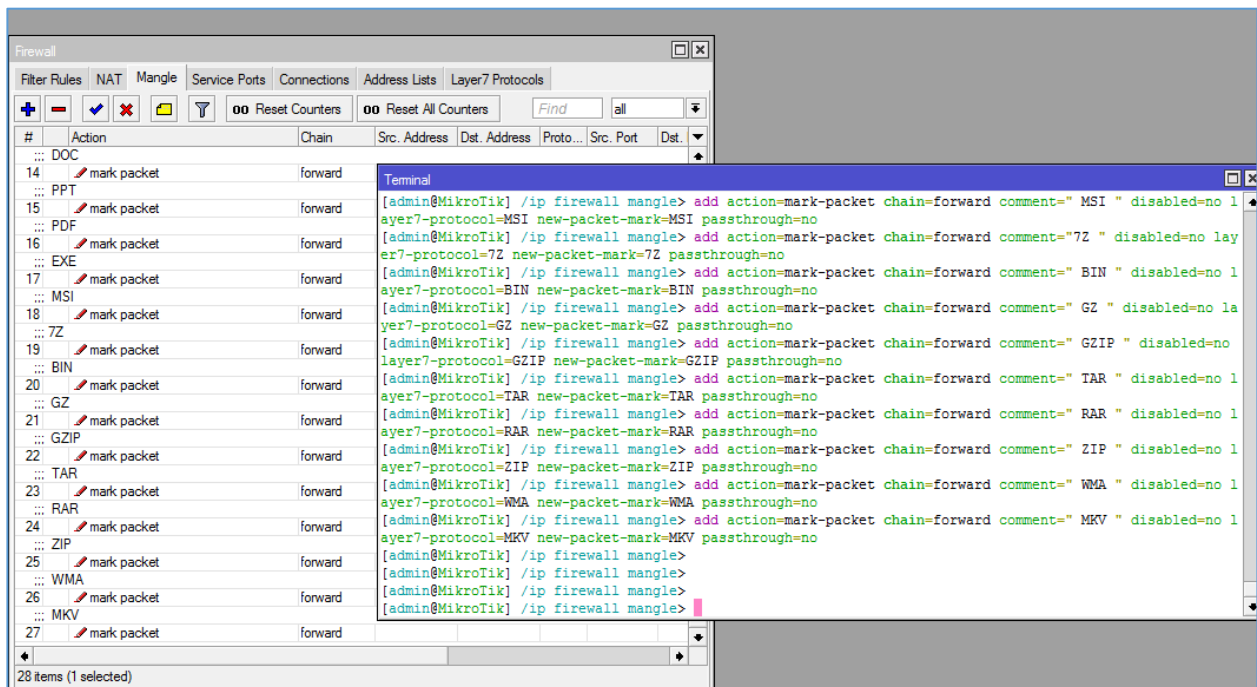 Firewall
Filter Rules NAT Mangle Service Ports Connections Address Lists Layer7 Protocols
00 Reset Counters 00 Reset All Counters Find all
# Action Chain Src. Address Dst. Address Proto... Src. Port Dst.
;;; DOC
14 mark packet forward
;;; PPT
15 mark packet forward
;;; PDF
16 mark packet forward
;;; EXE
17 mark packet forward
;;; MSI
18 mark packet forward
;;; 7Z
19 mark packet forward
;;; BIN
20 mark packet forward
;;; GZ
21 mark packet forward
;;; GZIP
22 mark packet forward
;;; TAR
23 mark packet forward
;;; RAR
24 mark packet forward
;;; ZIP
25 mark packet forward
;;; WMA
26 mark packet forward
;;; MKV
27 mark packet forward
28 items (1 selected)
Terminal
[admin@MikroTik] /ip firewall mangle> add action=mark-packet chain=forward comment=" MSI " disabled=no l
ayer7-protocol=MSI new-packet-mark=MSI passthrough=no
[admin@MikroTik] /ip firewall mangle> add action=mark-packet chain=forward comment="7Z " disabled=no lay
er7-protocol=7Z new-packet-mark=7Z passthrough=no
[admin@MikroTik] /ip firewall mangle> add action=mark-packet chain=forward comment=" BIN " disabled=no l
ayer7-protocol=BIN new-packet-mark=BIN passthrough=no
[admin@MikroTik] /ip firewall mangle> add action=mark-packet chain=forward comment=" GZ " disabled=no la
yer7-protocol=GZ new-packet-mark=GZ passthrough=no
[admin@MikroTik] /ip firewall mangle> add action=mark-packet chain=forward comment=" GZIP " disabled=no
layer7-protocol=GZIP new-packet-mark=GZIP passthrough=no
[admin@MikroTik] /ip firewall mangle> add action=mark-packet chain=forward comment=" TAR " disabled=no l
ayer7-protocol=TAR new-packet-mark=TAR passthrough=no
[admin@MikroTik] /ip firewall mangle> add action=mark-packet chain=forward comment=" RAR " disabled=no l
ayer7-protocol=RAR new-packet-mark=RAR passthrough=no
[admin@MikroTik] /ip firewall mangle> add action=mark-packet chain=forward comment=" ZIP " disabled=no l
ayer7-protocol=ZIP new-packet-mark=ZIP passthrough=no
[admin@MikroTik] /ip firewall mangle> add action=mark-packet chain=forward comment=" WMA " disabled=no l
ayer7-protocol=WMA new-packet-mark=WMA passthrough=no
[admin@MikroTik] /ip firewall mangle> add action=mark-packet chain=forward comment=" MKV " disabled=no l
ayer7-protocol=MKV new-packet-mark=MKV passthrough=no
[admin@MikroTik] /ip firewall mangle>
[admin@MikroTik] /ip firewall mangle>
[admin@MikroTik] /ip firewall mangle>
[admin@MikroTik] /ip firewall mangle>